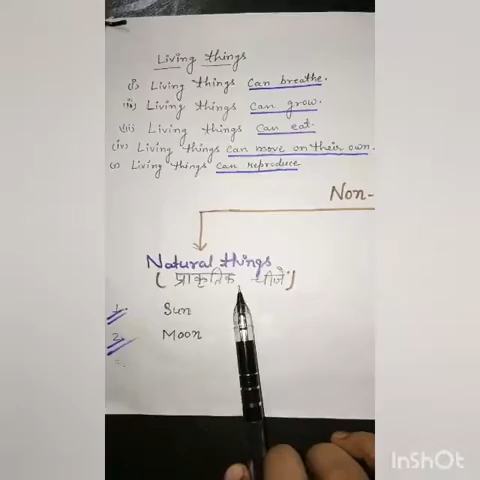 Living things
(i) Living things can breathe.
(ii) Living things can grow.
(iii) Living things can eat.
(iv) Living things can move on their own.
(v) Living things can reproduce
Non-
Natural things
( प्राकृतिक चीजें )
1. Sun
2. Moon
InShOt